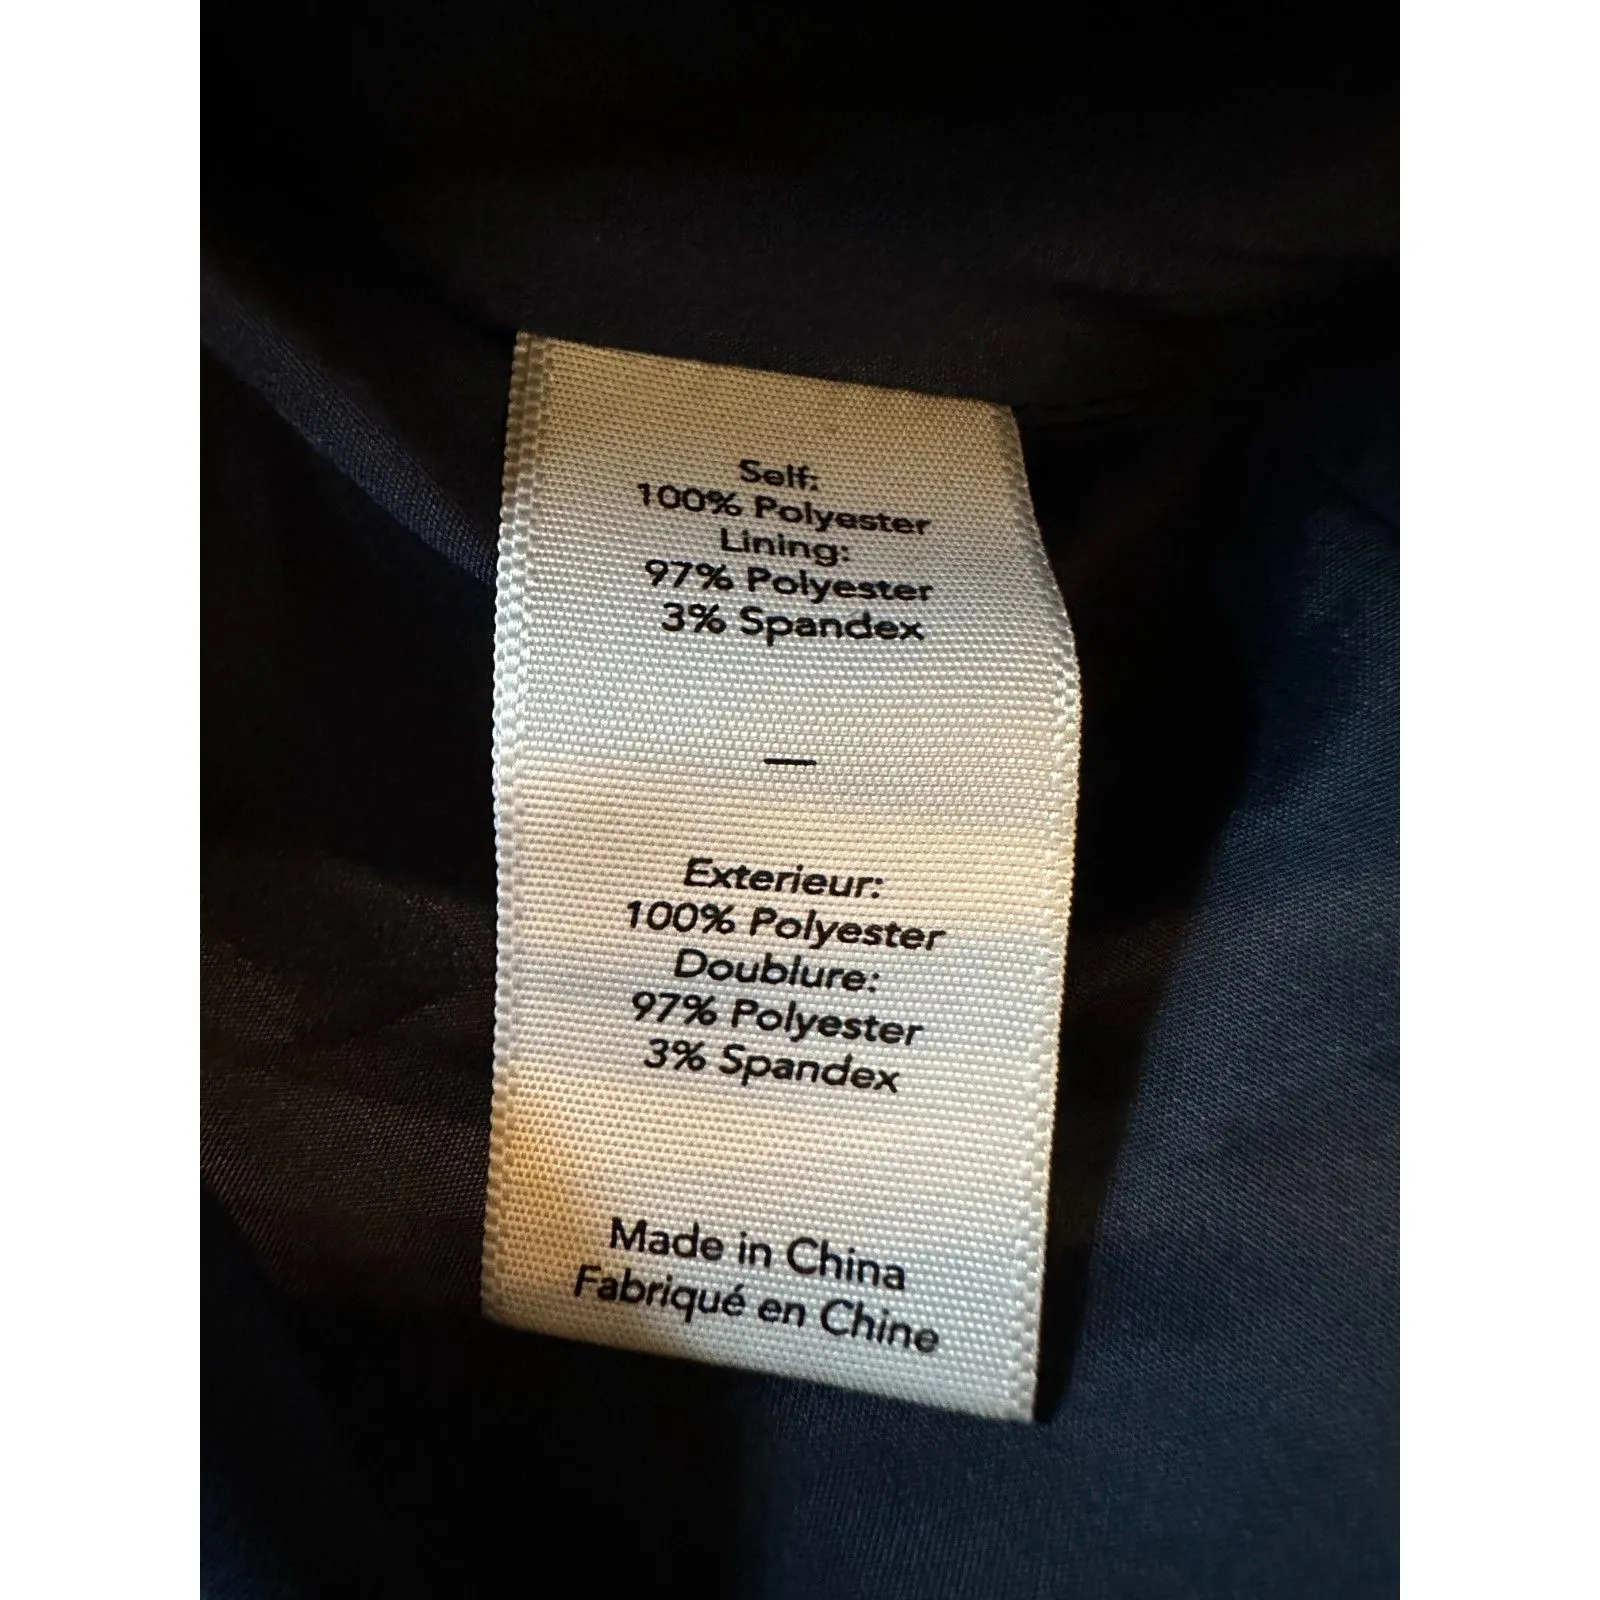 Self:
100% Polyester
Lining:
97% Polyester
3% Spandex
—
Exterieur:
100% Polyester
Doublure:
97% Polyester
3% Spandex
Made in China
Fabriqué en Chine